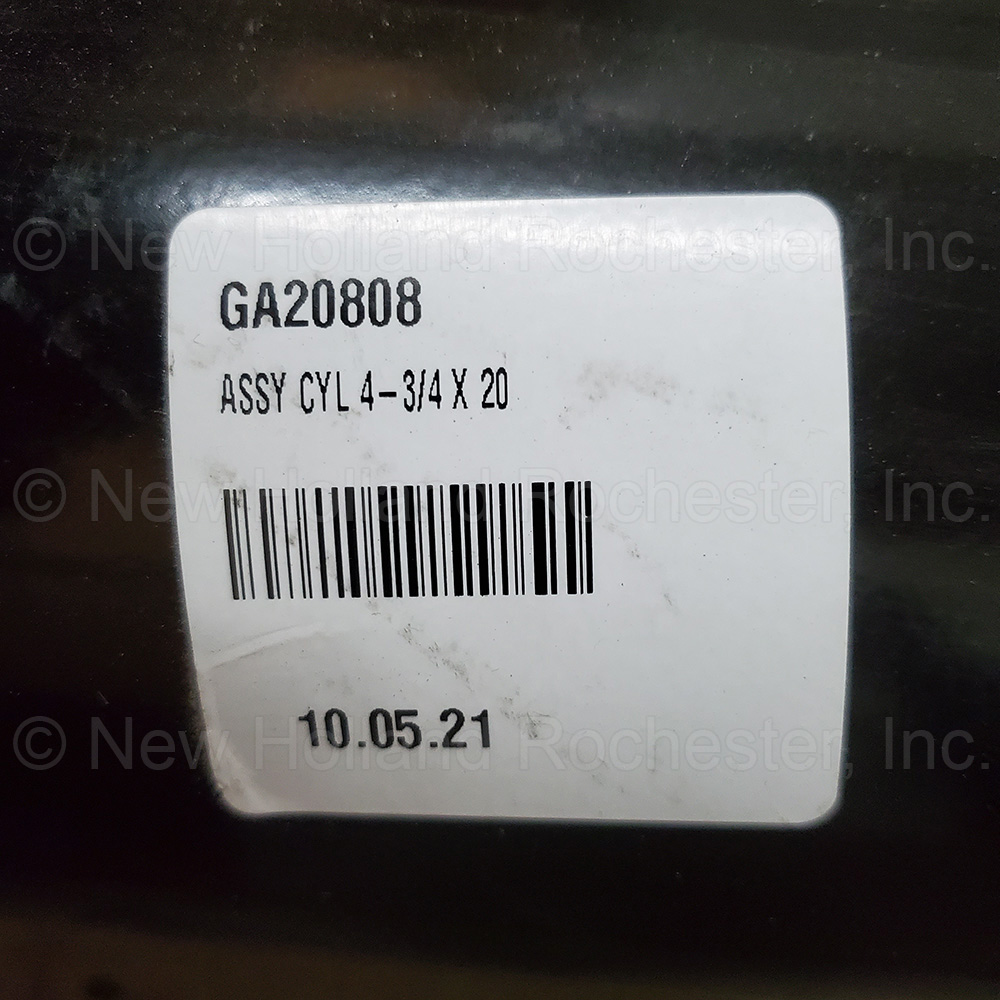 © New Holland Rochester, Inc.
GA20808
ASSY CYL 4-3/4 X 20
© New Holland Rochester, Inc.
10.05.21
© New Holland Rochester, Inc.